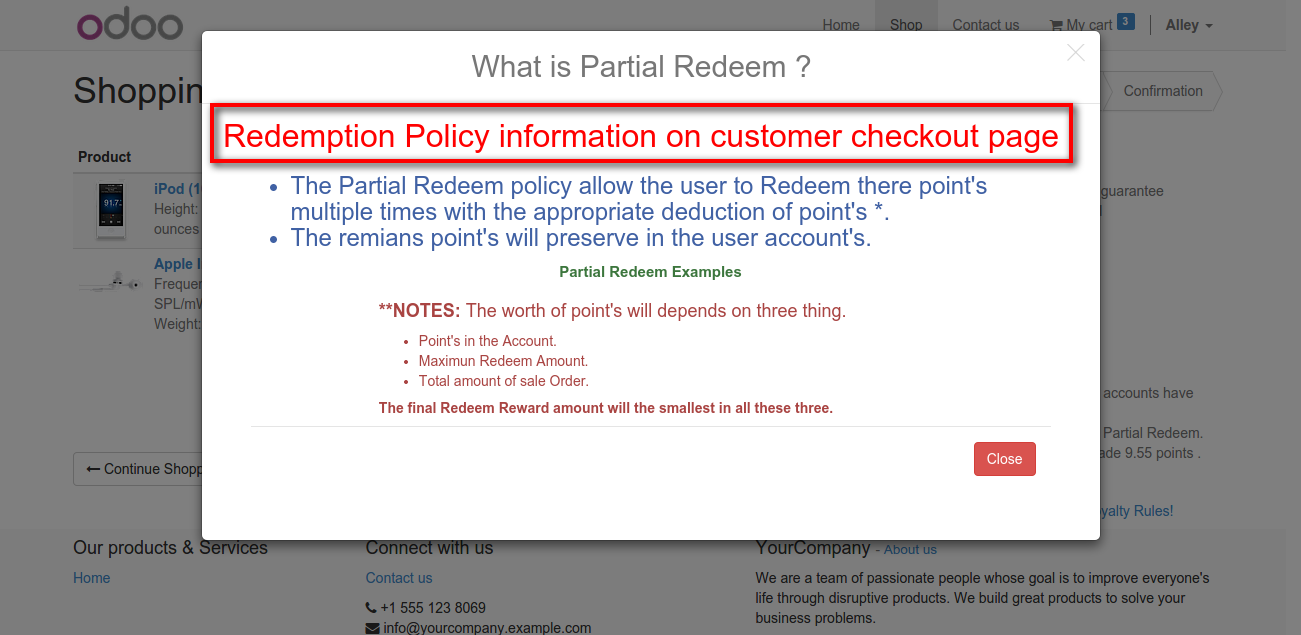 odoo
Home Shop Contact us My cart 3 Alley
What is Partial Redeem ?
Confirmation
Redemption Policy information on customer checkout page
Product
iPod
Height:
ounces
Apple
Frequen
SPL/mW
Weight:
guarantee
• The Partial Redeem policy allow the user to Redeem there point's
multiple times with the appropriate deduction of point's *.
• The remians point's will preserve in the user account's.
Partial Redeem Examples
**NOTES: The worth of point's will depends on three thing.
• Point's in the Account.
• Maximun Redeem Amount.
• Total amount of sale Order.
The final Redeem Reward amount will the smallest in all these three.
accounts have
Partial Redeem.
ade 9.55 points .
Close
Continue Shopp
yalty Rules!
Our products & Services
Home
Connect with us
Contact us
+1 555 123 8069
info@yourcompany.example.com
YourCompany - About us
We are a team of passionate people whose goal is to improve everyone's
life through disruptive products. We build great products to solve your
business problems.